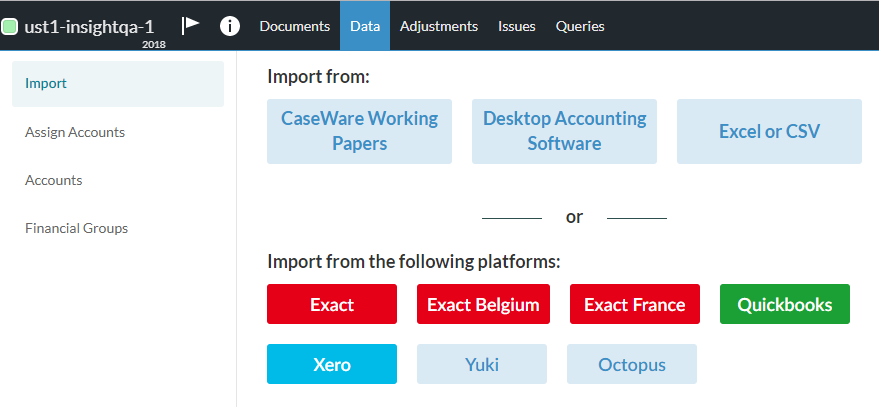 ust1-insightqa-1
2018
Documents Data Adjustments Issues Queries
Import
Assign Accounts
Accounts
Financial Groups
Import from:
CaseWare Working
Papers
Desktop Accounting
Software
Excel or CSV
or
Import from the following platforms:
Exact Exact Belgium Exact France Quickbooks
Xero Yuki Octopus